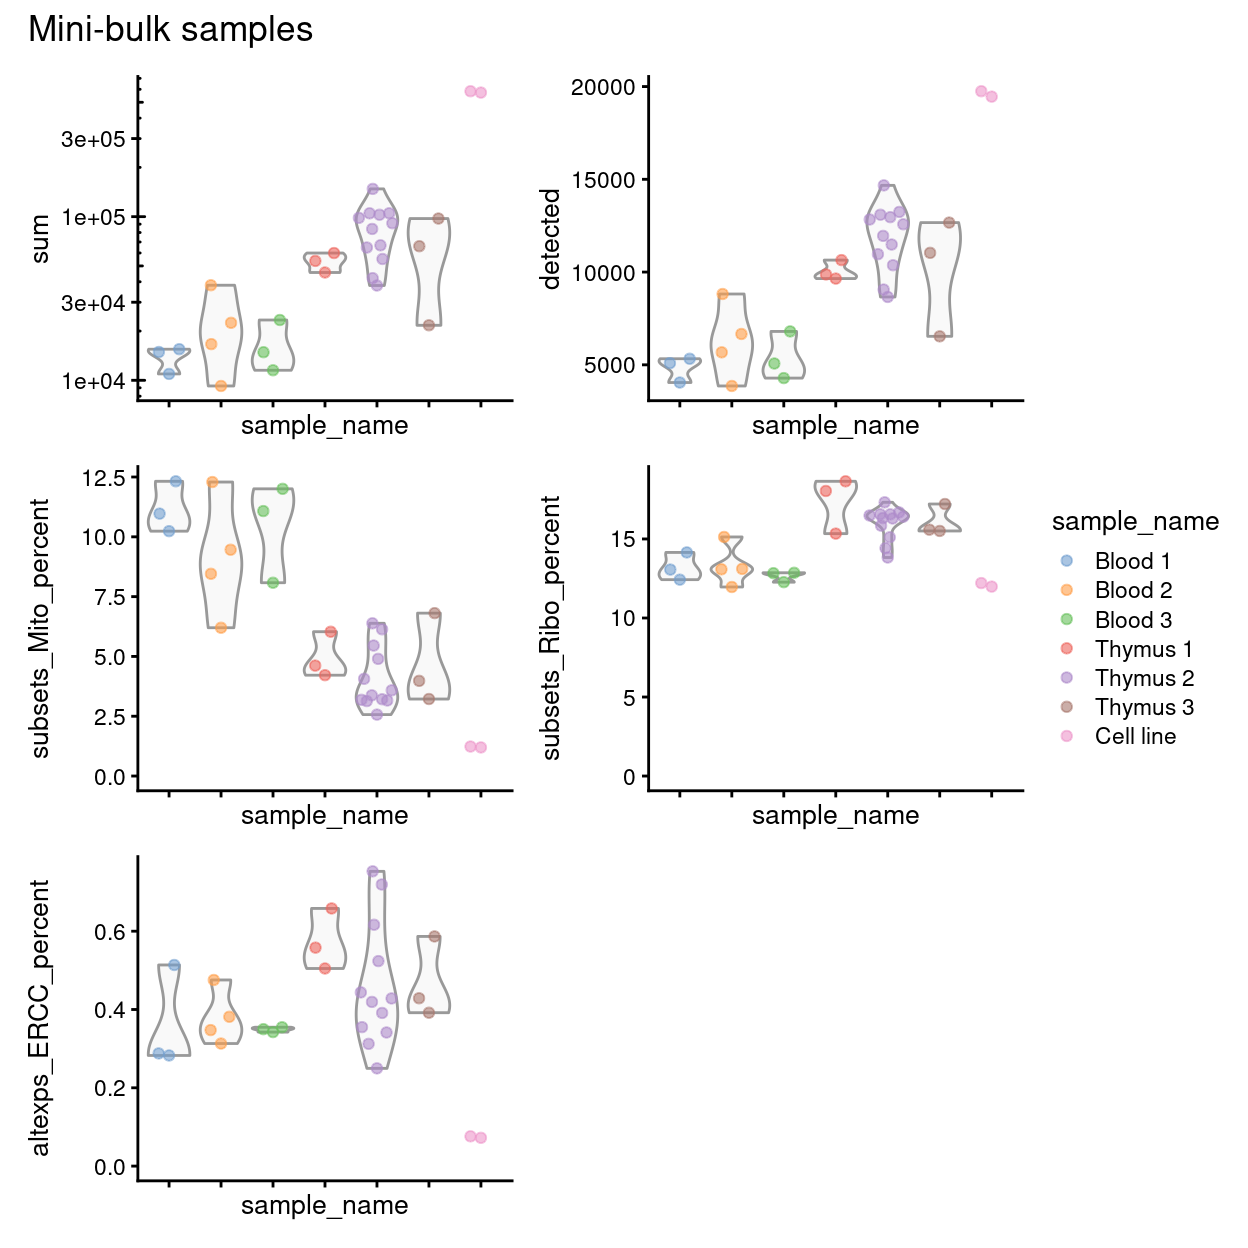 Mini-bulk samples
sum
3e+05
1e+05
3e+04
1e+04
sample_name
detected
20000
15000
10000
5000
sample_name
subsets_Mito_percent
12.5
10.0
7.5
5.0
2.5
0.0
sample_name
subsets_Ribo_percent
15
10
5
0
sample_name
sample_name
Blood 1
Blood 2
Blood 3
Thymus 1
Thymus 2
Thymus 3
Cell line
altexps_ERCC_percent
0.6
0.4
0.2
0.0
sample_name